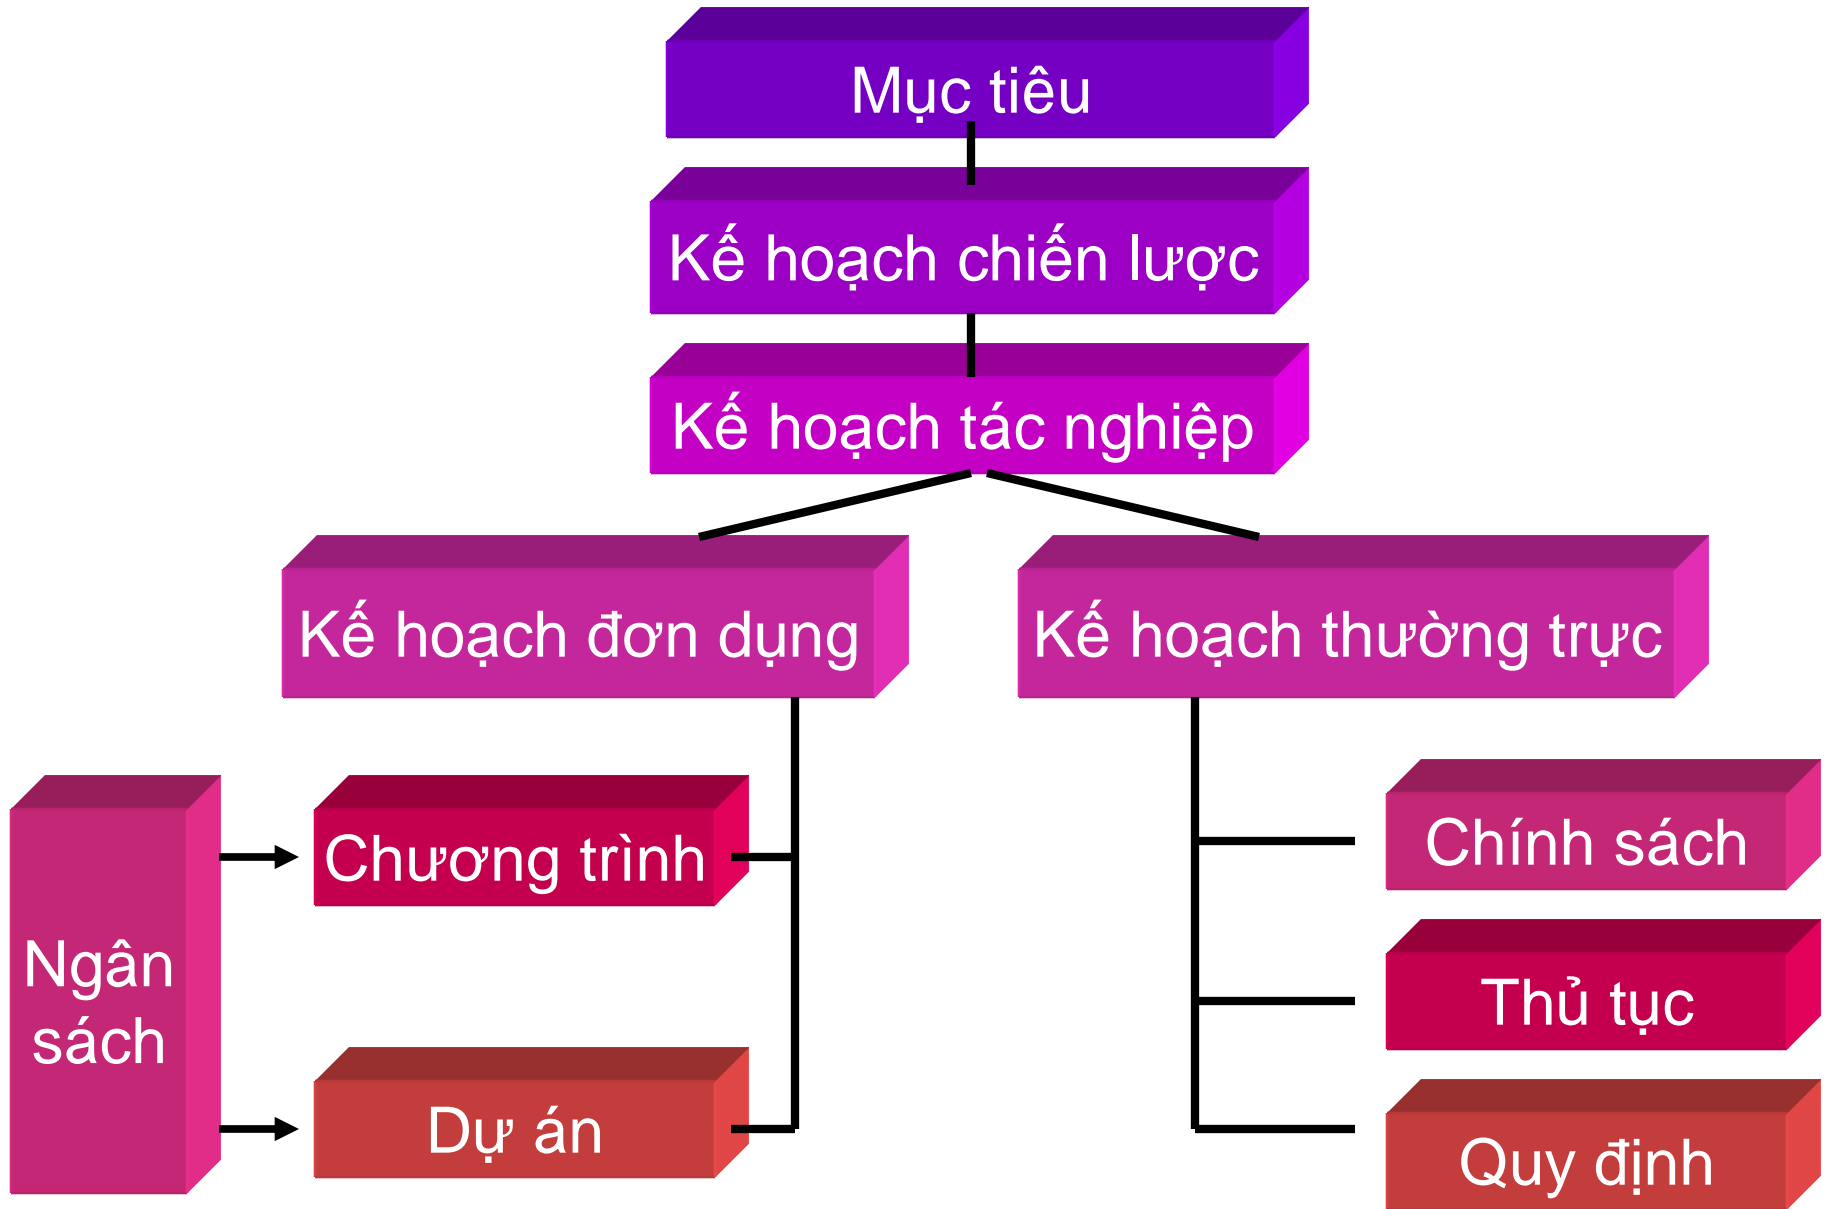 Mục tiêu
Kế hoạch chiến lược
Kế hoạch tác nghiệp
Kế hoạch đơn dụng
Kế hoạch thường trực
Ngân
sách
Chương trình
Dự án
Chính sách
Thủ tục
Quy định